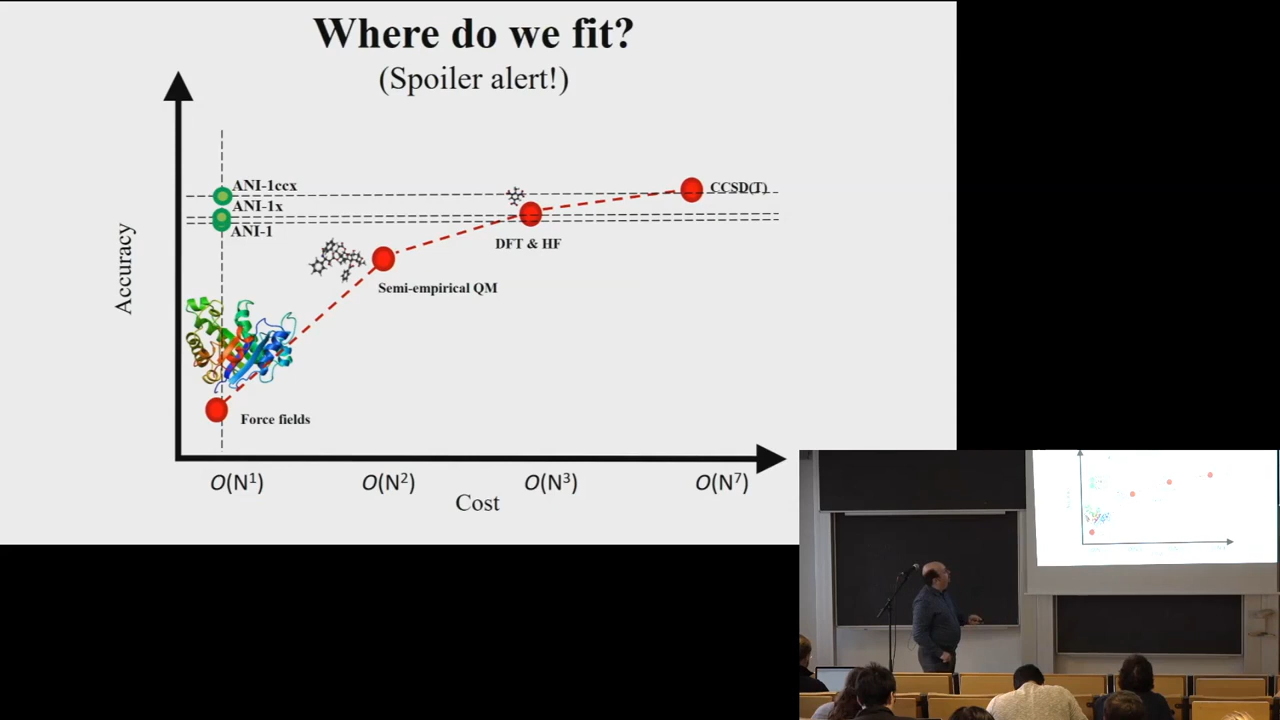 Where do we fit?
(Spoiler alert!)
ANI-1ccx
CCSD(T)
ANI-1x
ANI-1
DFT & HF
Accuracy
Semi-empirical QM
Force fields
O(N¹)
O(N²)
O(N³)
O(N⁷)
Cost